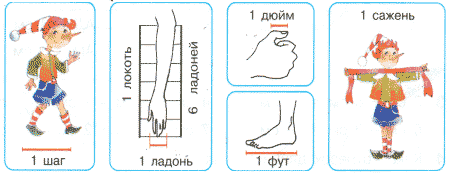 1 шаг
1 локоть
6 ладоней
1 ладонь
1 дюйм
1 фут
1 сажень